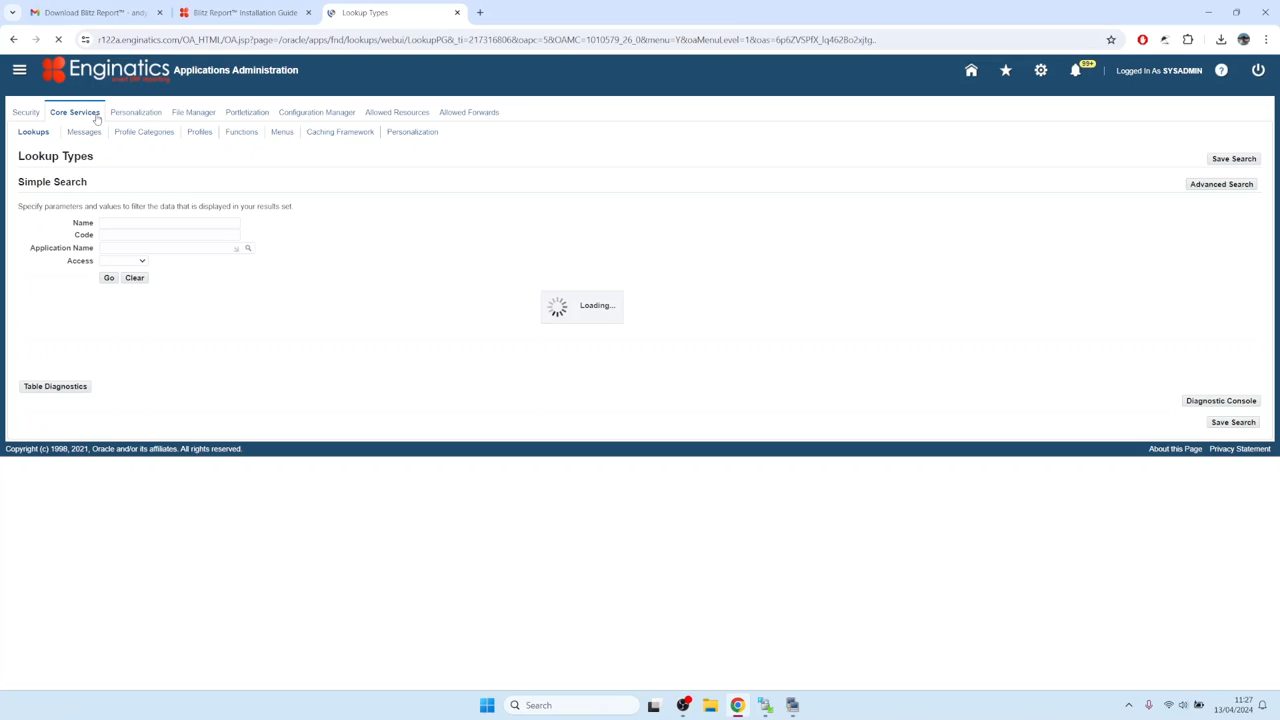 Download Blitz Report™ - andy
Blitz Report™ Installation Guide
Lookup Types
r122a.enginatics.com/OA_HTML/OA.jsp?page=/oracle/apps/fnd/lookups/webui/LookupPG&_ti=217316806&oapc=5&OAMC=1010579_26_0&menu=Y&oaMenuLevel=1&oas=6p6ZVSPfX_lq4628o2xjtg..
Enginatics Applications Administration
99+
Logged In As SYSADMIN
Security Core Services Personalization File Manager Portletization Configuration Manager Allowed Resources Allowed Forwards
Lookups Messages Profile Categories Profiles Functions Menus Caching Framework Personalization
Lookup Types
Save Search
Simple Search
Advanced Search
Specify parameters and values to filter the data that is displayed in your results set.
Name
Code
Application Name
Access
Go Clear
Loading...
Table Diagnostics
Diagnostic Console
Save Search
Copyright (c) 1998, 2021, Oracle and/or its affiliates. All rights reserved.
About this Page Privacy Statement
Search
11:27
13/04/2024